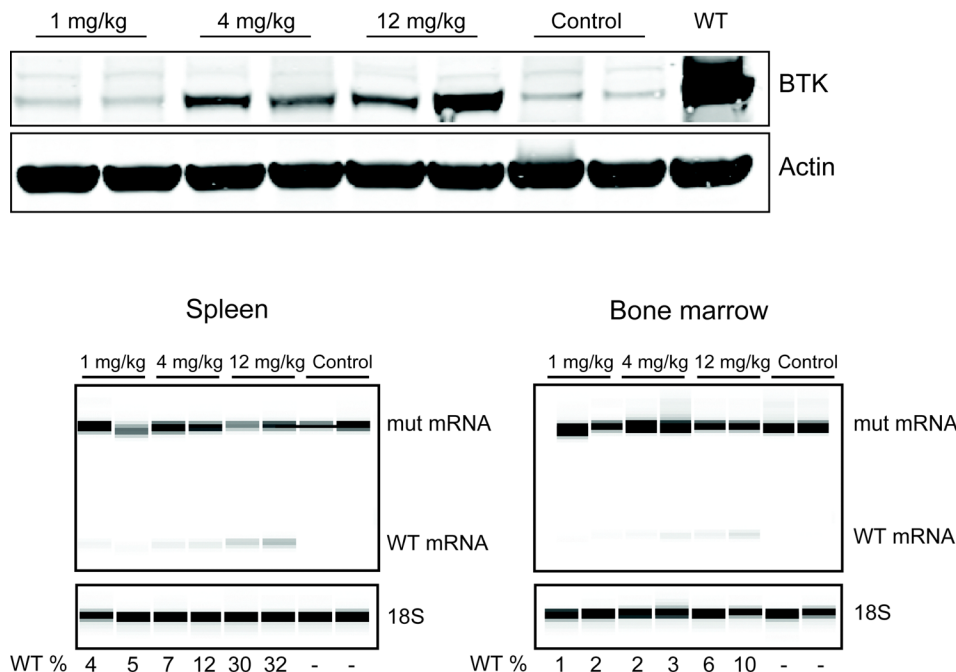 1 mg/kg 4 mg/kg 12 mg/kg Control WT
BTK
Actin
Spleen
1 mg/kg 4 mg/kg 12 mg/kg Control
mut mRNA
WT mRNA
18S
WT % 4 5 7 12 30 32 - -
Bone marrow
1 mg/kg 4 mg/kg 12 mg/kg Control
mut mRNA
WT mRNA
18S
WT % 1 2 2 3 6 10 - -